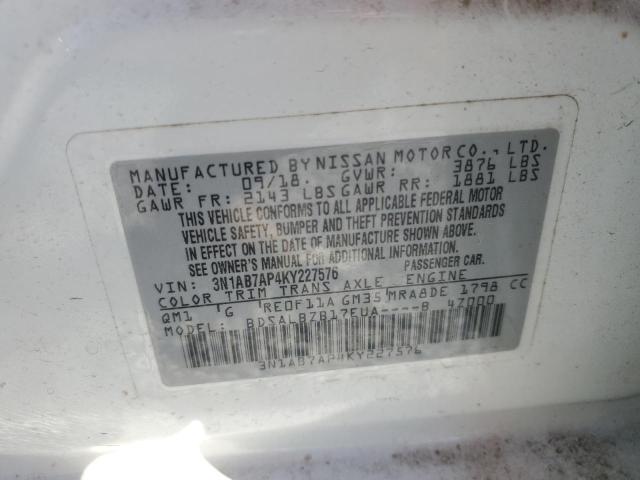 MANUFACTURED BY NISSAN MOTOR CO., LTD.
DATE: 09/18. GVWR: 3876 LBS
GAWR FR: 2143 LBS GAWR RR: 1881 LBS
THIS VEHICLE CONFORMS TO ALL APPLICABLE FEDERAL MOTOR
VEHICLE SAFETY, BUMPER AND THEFT PREVENTION STANDARDS
IN EFFECT ON THE DATE OF MANUFACTURE SHOWN ABOVE.
SEE OWNER'S MANUAL FOR ADDITIONAL INFORMATION.
VIN: 3N1AB7AP4KY227576 PASSENGER CAR.
COLOR TRIM TRANS AXLE ENGINE
QM1 G RE0F11A GM35 MRA8DE 1798 CC
MODEL: BDSALBZB17EUA----B 47000
3N1AB7AP4KY227576